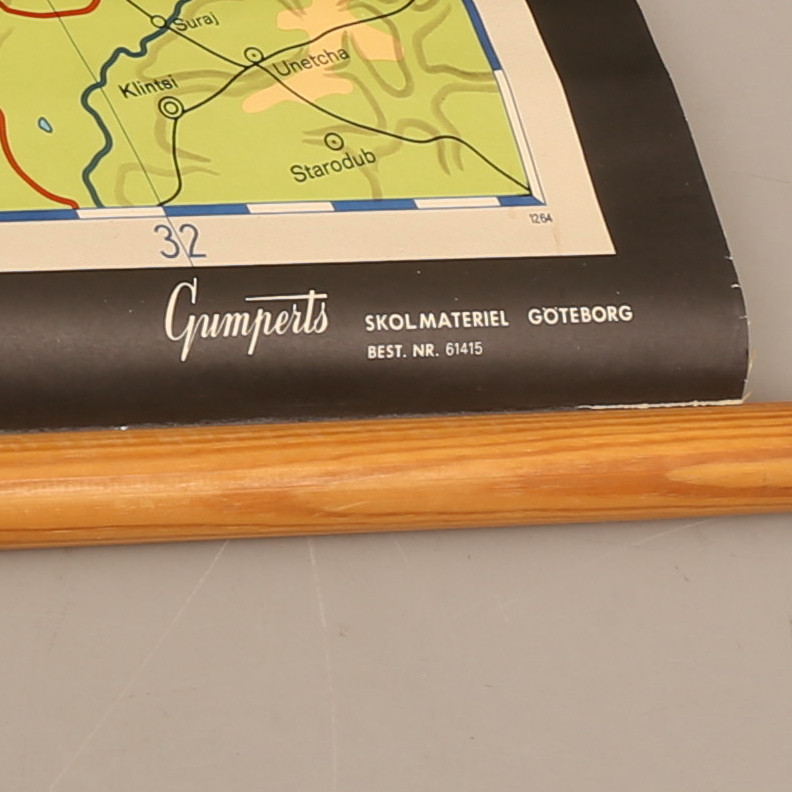 Suraj
Unetcha
Klintsi
Starodub
1264
32
Gumperts SKOLMATERIEL GÖTEBORG
BEST. NR. 61415